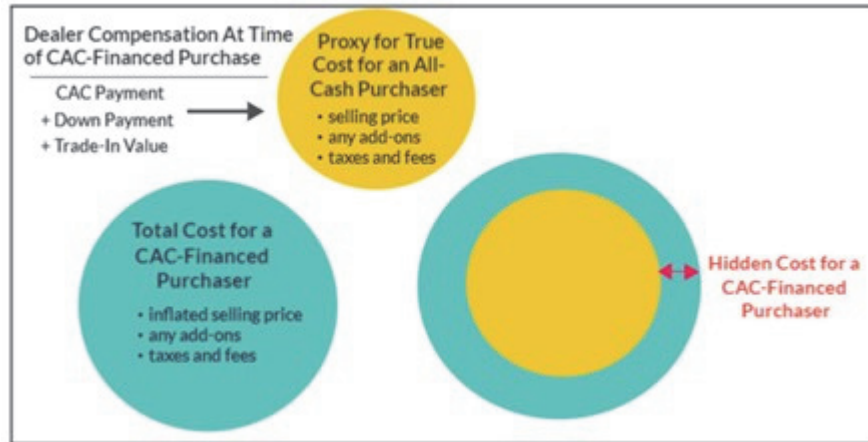 Dealer Compensation At Time
of CAC-Financed Purchase
CAC Payment
+ Down Payment
+ Trade-In Value
Proxy for True
Cost for an All-
Cash Purchaser
• selling price
• any add-ons
• taxes and fees
Total Cost for a
CAC-Financed
Purchaser
• inflated selling price
• any add-ons
• taxes and fees
Hidden Cost for a
CAC-Financed
Purchaser